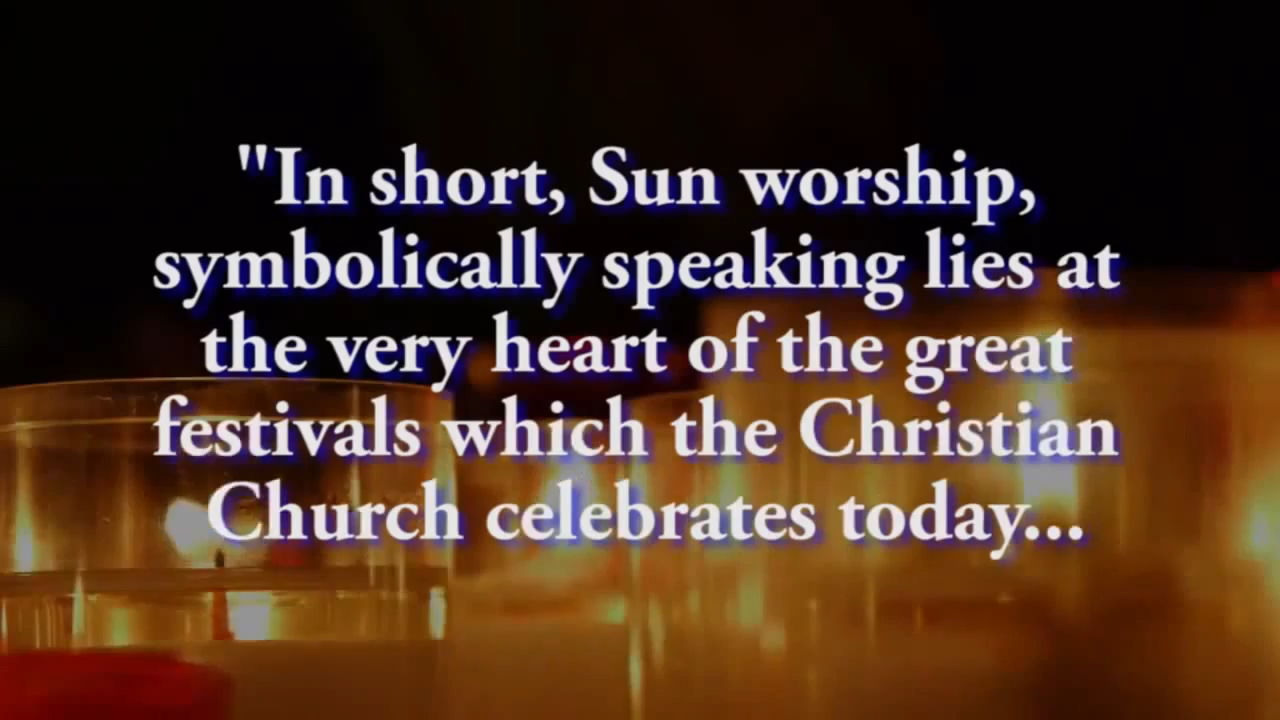 "In short, Sun worship,
symbolically speaking lies at
the very heart of the great
festivals which the Christian
Church celebrates today...